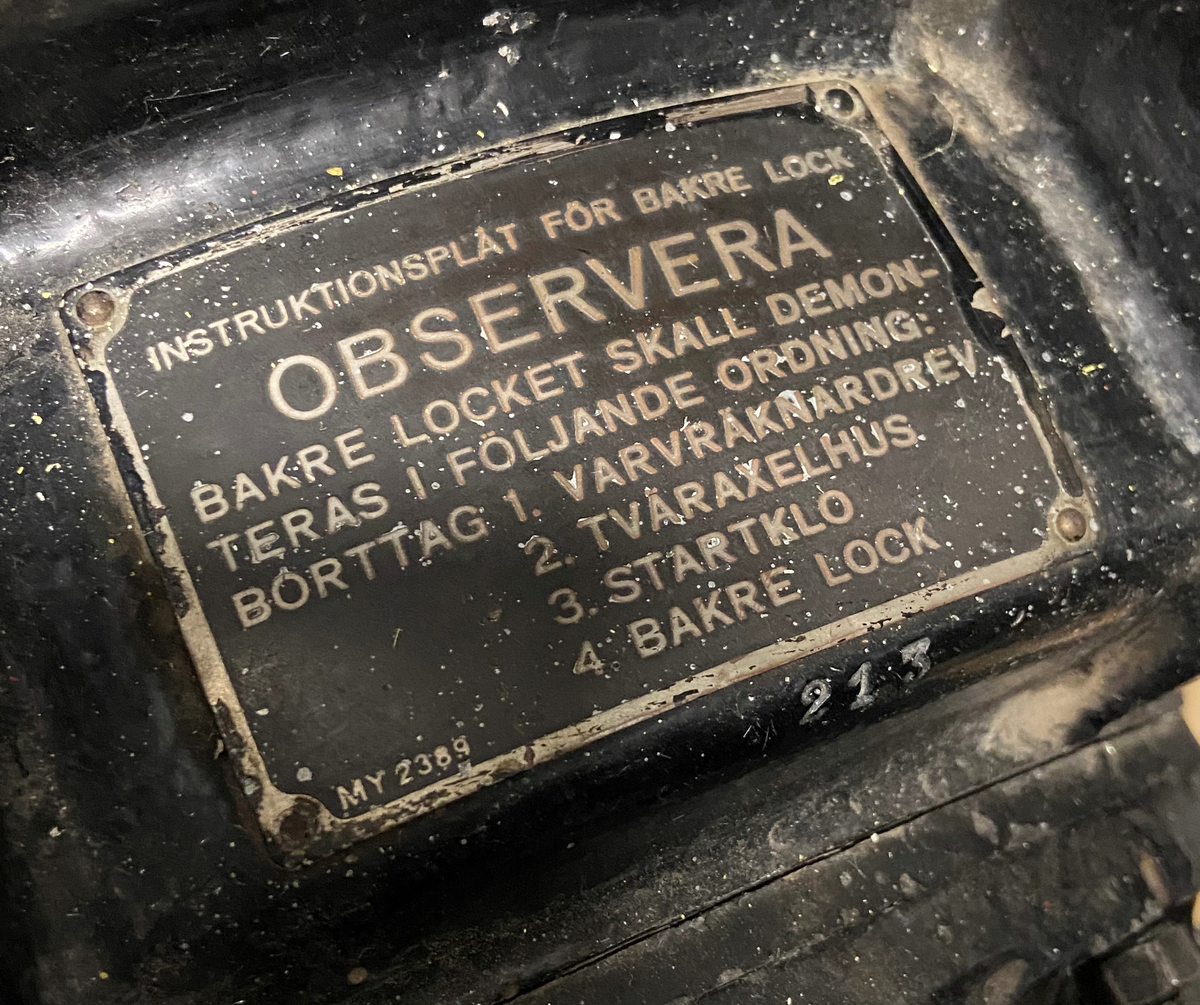 INSTRUKTIONSPLÅT FÖR BAKRE LOCK
OBSERVERA
BAKRE LOCKET SKALL DEMON-
TERAS I FÖLJANDE ORDNING:
BORTTAG 1. VARVRÄKNARDREV
2. TVÄRAXELHUS
3. STARTKLO
4. BAKRE LOCK
MY 2389
213